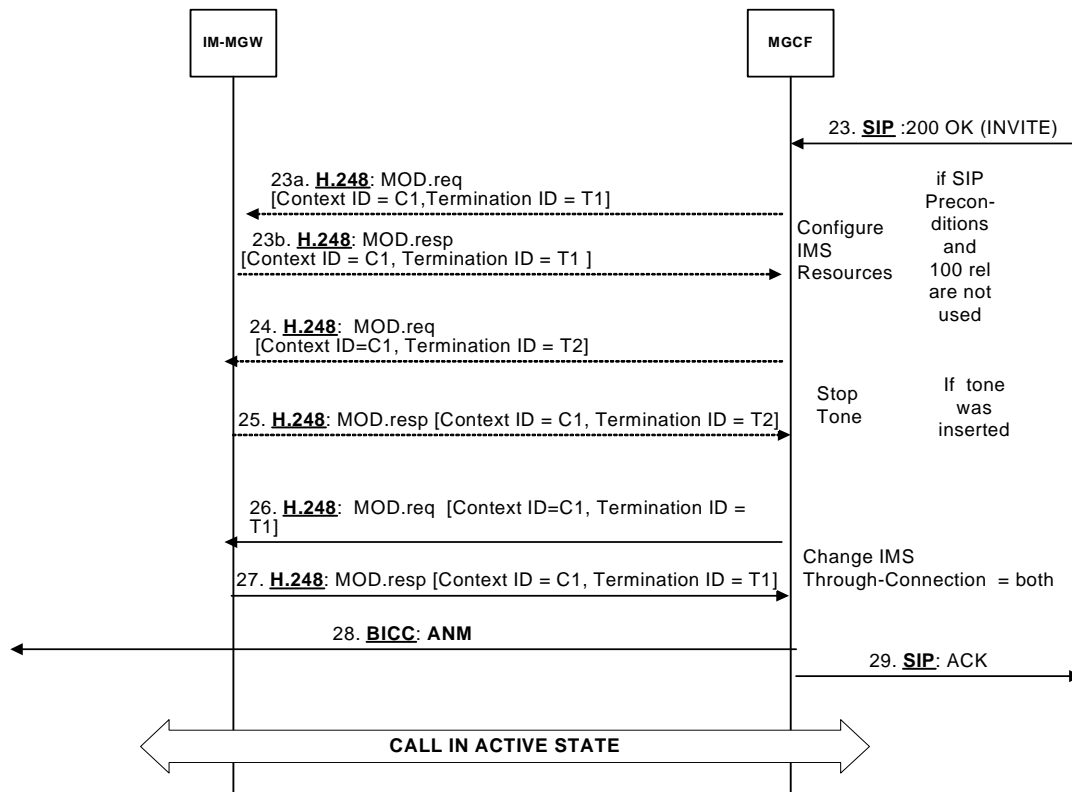 IM-MGW
MGCF
23. SIP :200 OK (INVITE)
23a. H.248: MOD.req
[Context ID = C1,Termination ID = T1]
23b. H.248: MOD.resp
[Context ID = C1, Termination ID = T1 ]
Configure
IMS
Resources
if SIP
Precon-
ditions
and
100 rel
are not
used
24. H.248:  MOD.req
[Context ID=C1, Termination ID = T2]
25. H.248: MOD.resp [Context ID = C1, Termination ID = T2]
Stop
Tone
If  tone
was
inserted
26. H.248:  MOD.req  [Context ID=C1, Termination ID =
T1]
27. H.248: MOD.resp [Context ID = C1, Termination ID = T1]
Change IMS
Through-Connection  = both
28. BICC: ANM
29. SIP: ACK
CALL IN ACTIVE STATE